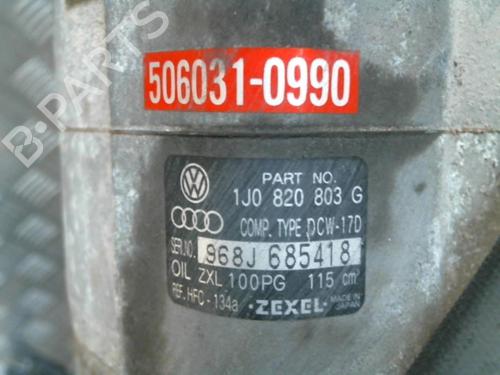 506031-0990
B-PARTS
PART NO.
1J0 820 803 G
COMP. TYPE DCW-17D
SERI.NO. 968J 685418
OIL ZXL 100PG 115 cm³
REF. HFC-134a
·ZEXEL·
MADE IN
JAPAN